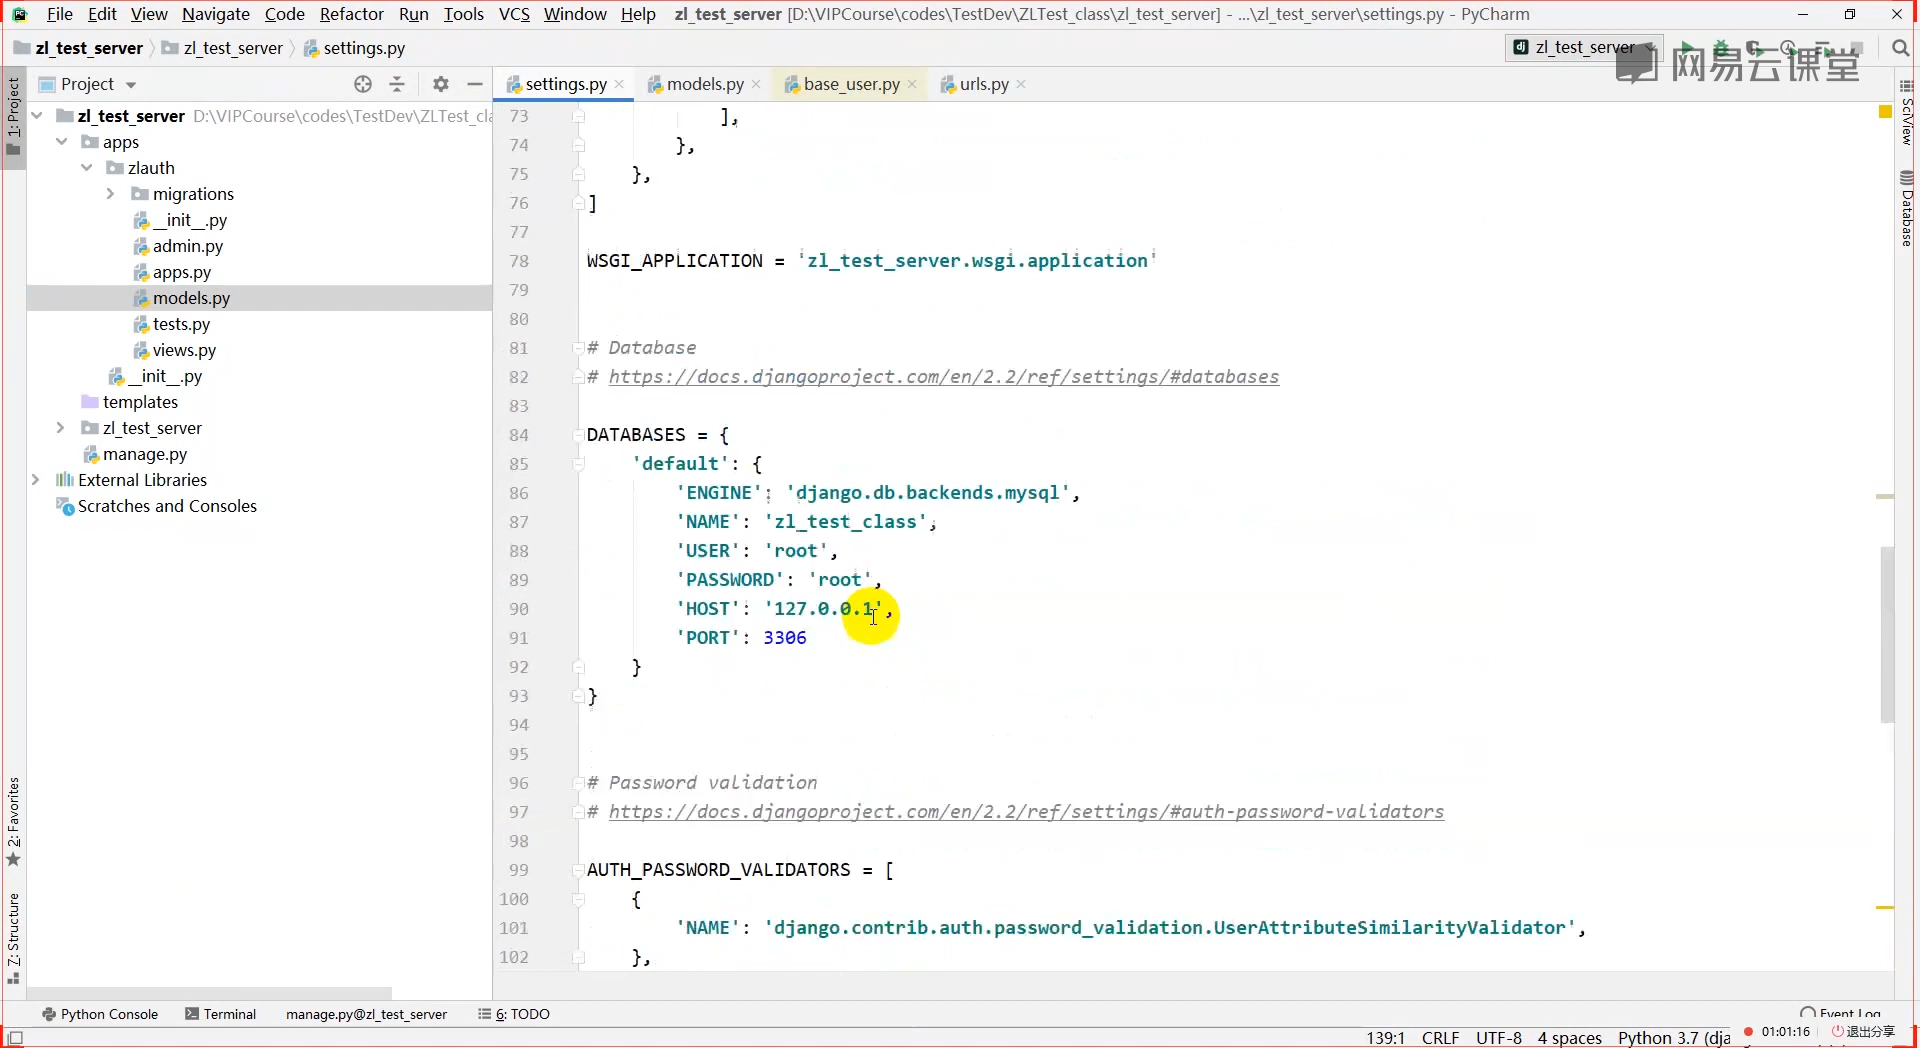 File Edit View Navigate Code Refactor Run Tools VCS Window Help zl_test_server [D:\VIPCourse\codes\TestDev\ZLTest_class\zl_test_server] - ...\zl_test_server\settings.py - PyCharm
zl_test_server zl_test_server settings.py
zl_test_server
网易云课堂
Project
settings.py models.py base_user.py urls.py
1: Project
zl_test_server D:\VIPCourse\codes\TestDev\ZLTest_cl
apps
zlauth
migrations
__init__.py
admin.py
apps.py
models.py
tests.py
views.py
__init__.py
templates
zl_test_server
manage.py
External Libraries
Scratches and Consoles
2: Favorites
7: Structure
73 ],
74 },
75 },
76 ]
77
78 WSGI_APPLICATION = 'zl_test_server.wsgi.application'
79
80
81 # Database
82 # https://docs.djangoproject.com/en/2.2/ref/settings/#databases
83
84 DATABASES = {
85 'default': {
86 'ENGINE': 'django.db.backends.mysql',
87 'NAME': 'zl_test_class',
88 'USER': 'root',
89 'PASSWORD': 'root',
90 'HOST': '127.0.0.1',
91 'PORT': 3306
92 }
93 }
94
95
96 # Password validation
97 # https://docs.djangoproject.com/en/2.2/ref/settings/#auth-password-validators
98
99 AUTH_PASSWORD_VALIDATORS = [
100 {
101 'NAME': 'django.contrib.auth.password_validation.UserAttributeSimilarityValidator',
102 },
SciView
Database
Python Console Terminal manage.py@zl_test_server 6: TODO Event Log
139:1 CRLF UTF-8 4 spaces Python 3.7 (dja
01:01:16 退出分享